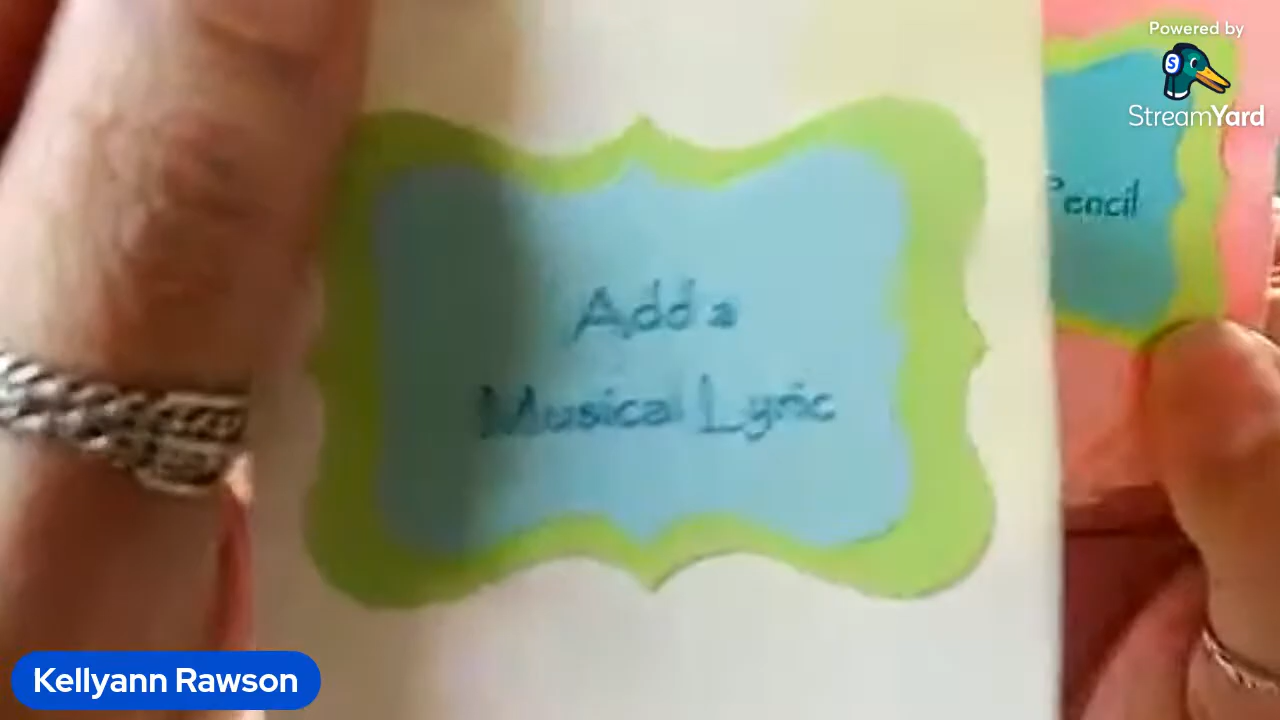 Powered by
StreamYard
Pencil
Add a
Musical Lyric
Kellyann Rawson